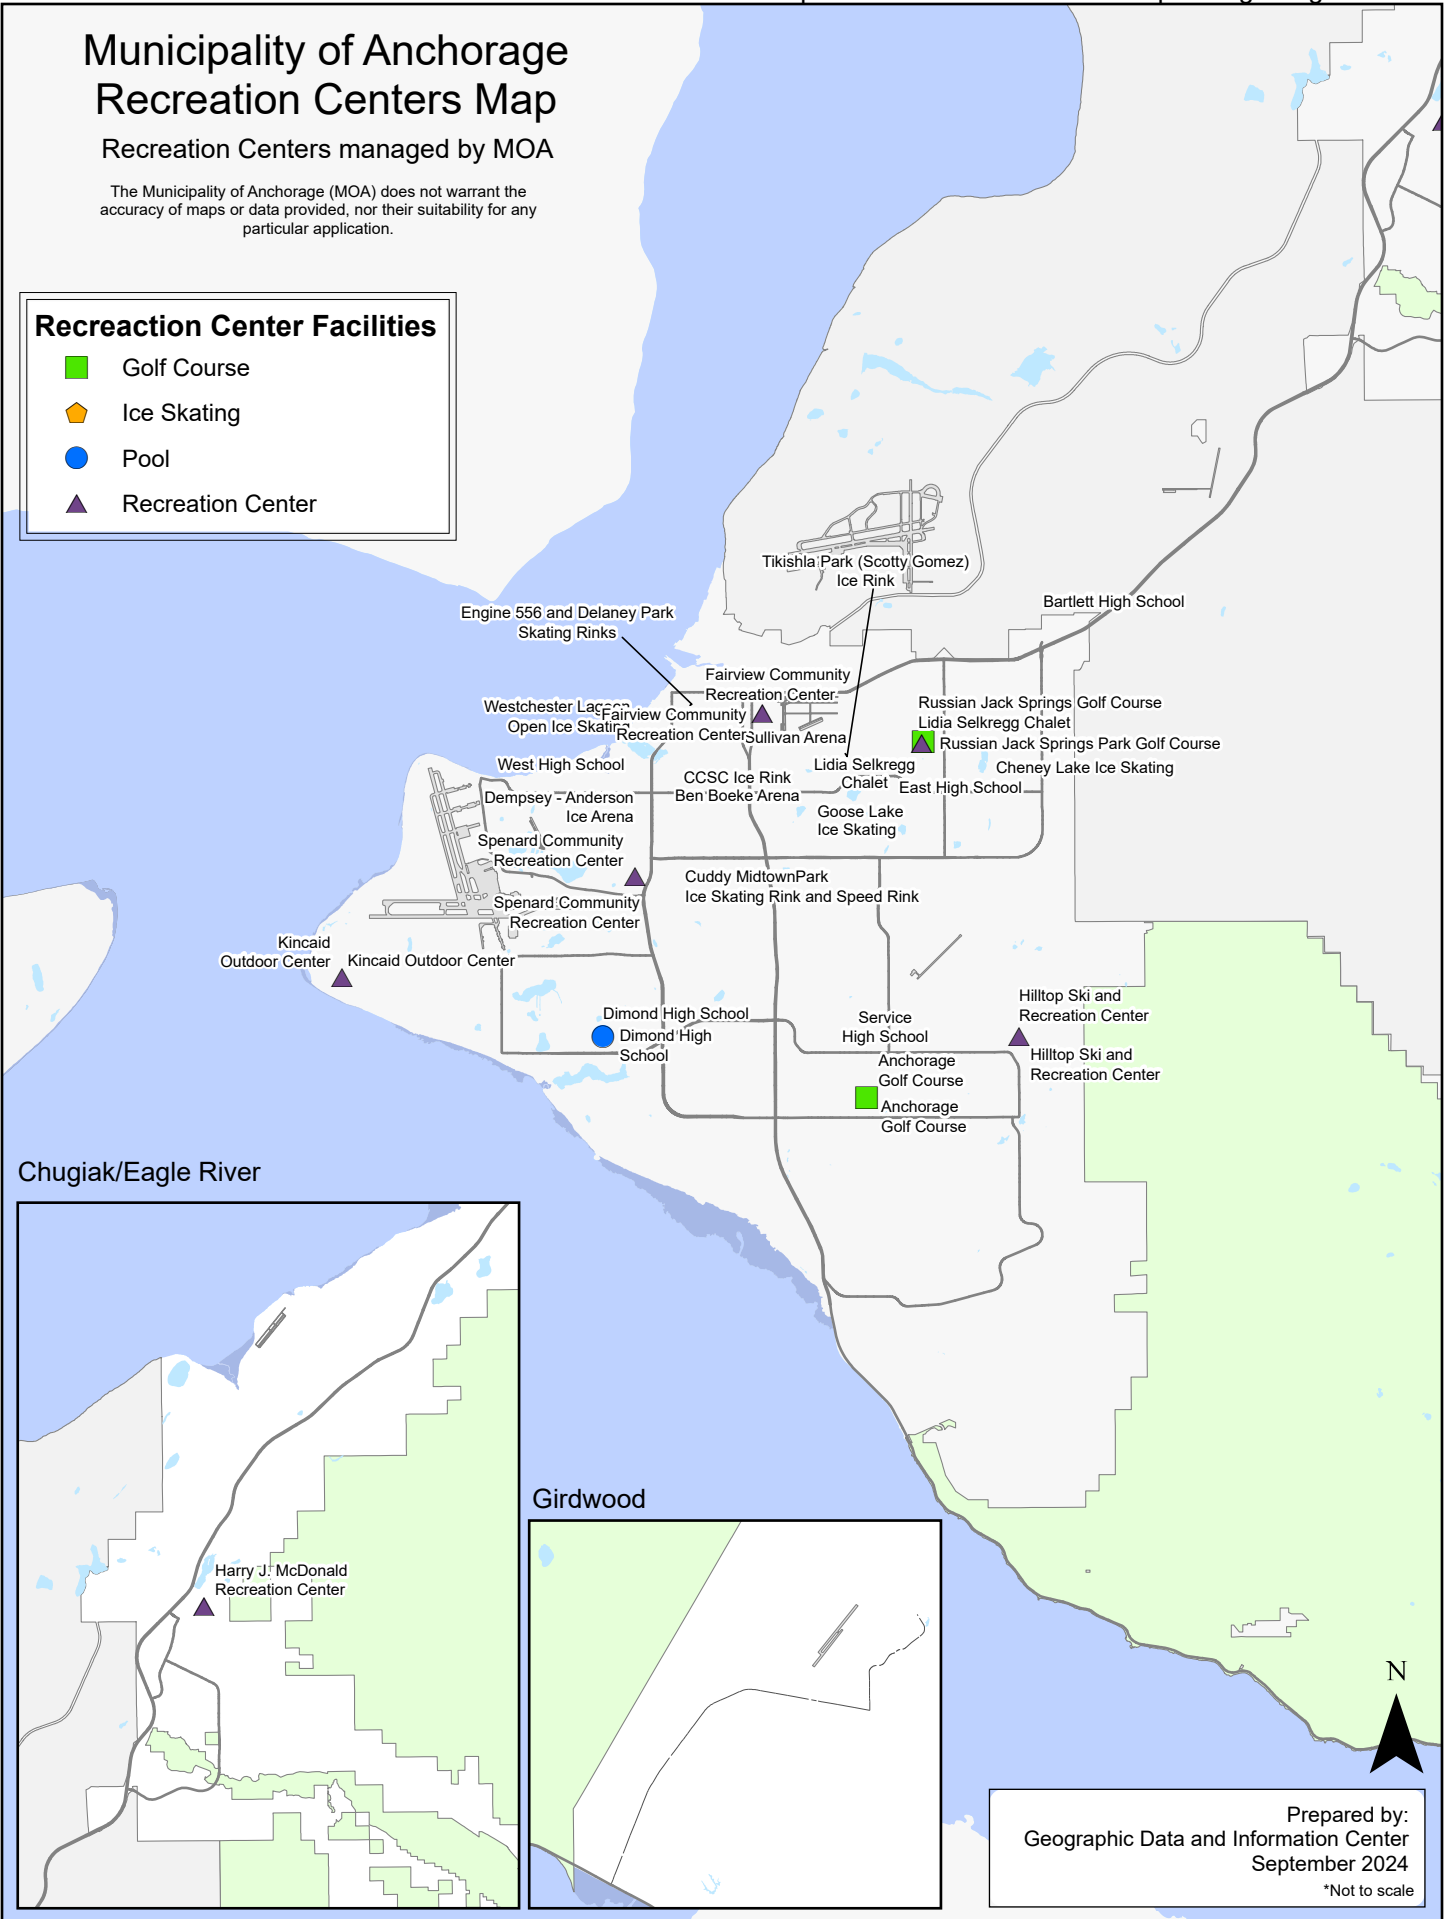 Municipality of Anchorage
Recreation Centers Map
Recreation Centers managed by MOA
The Municipality of Anchorage (MOA) does not warrant the
accuracy of maps or data provided, nor their suitability for any
particular application.
Recreaction Center Facilities
Golf Course
Ice Skating
Pool
Recreation Center
Tikishla Park (Scotty Gomez)
Ice Rink
Bartlett High School
Engine 556 and Delaney Park
Skating Rinks
Fairview Community
Recreation Center
Westchester Lagoon
Open Ice Skating
Fairview Community
Recreation Center
Sullivan Arena
Russian Jack Springs Golf Course
Lidia Selkregg Chalet
Russian Jack Springs Park Golf Course
West High School
CCSC Ice Rink
Ben Boeke Arena
Lidia Selkregg
Chalet
Cheney Lake Ice Skating
East High School
Dempsey - Anderson
Ice Arena
Goose Lake
Ice Skating
Spenard Community
Recreation Center
Cuddy MidtownPark
Ice Skating Rink and Speed Rink
Spenard Community
Recreation Center
Kincaid
Outdoor Center
Kincaid Outdoor Center
Hilltop Ski and
Recreation Center
Dimond High School
Dimond High
School
Service
High School
Hilltop Ski and
Recreation Center
Anchorage
Golf Course
Anchorage
Golf Course
Chugiak/Eagle River
Harry J. McDonald
Recreation Center
Girdwood
N
Prepared by:
Geographic Data and Information Center
September 2024
*Not to scale